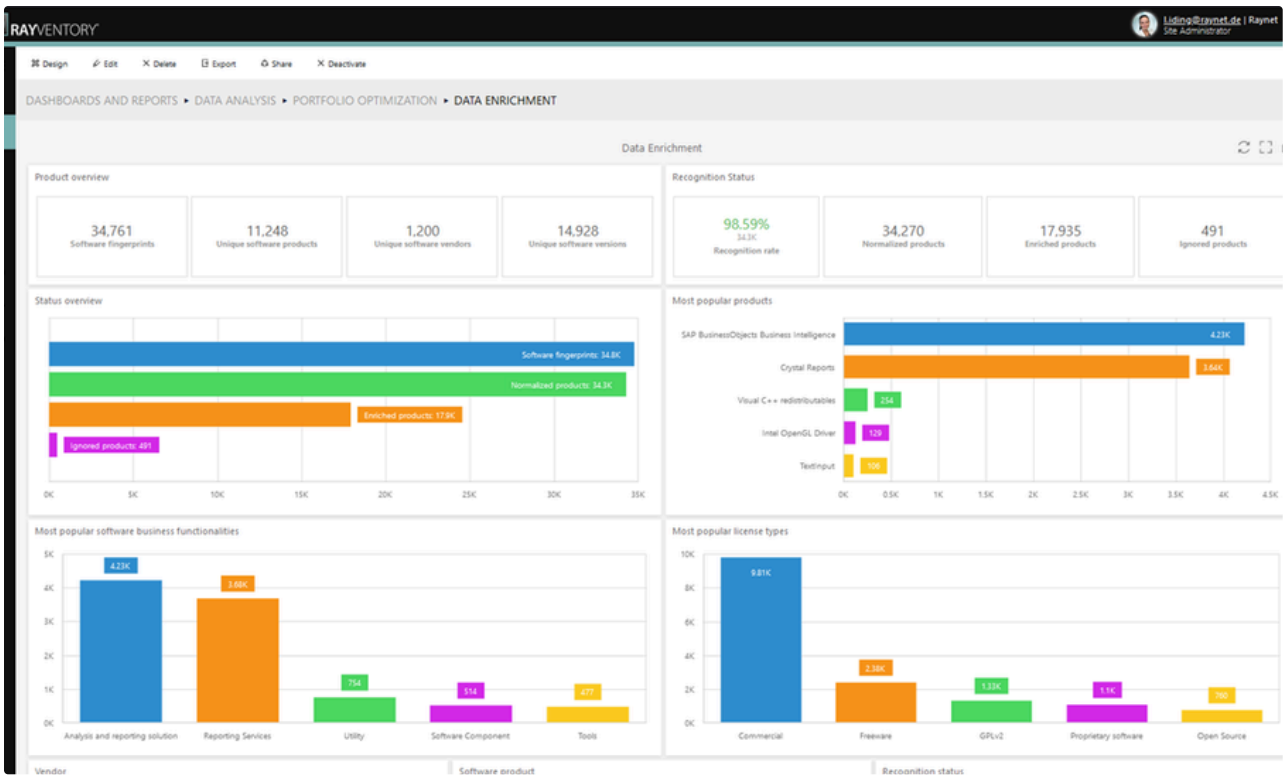 RAYVENTORY
Liding@raynet.de | Raynet
Site Administrator
Design Edit Delete Export Share Deactivate
DASHBOARDS AND REPORTS ▸ DATA ANALYSIS ▸ PORTFOLIO OPTIMIZATION ▸ DATA ENRICHMENT
Data Enrichment
Product overview
34,761
Software fingerprints
11,248
Unique software products
1,200
Unique software vendors
14,928
Unique software versions
Recognition Status
98.59%
34.3K
Recognition rate
34,270
Normalized products
17,935
Enriched products
491
Ignored products
Status overview
Software fingerprints: 34.8K
Normalized products: 34.3K
Enriched products: 17.9K
Ignored products: 491
0K 5K 10K 15K 20K 25K 30K 35K
Most popular products
SAP BusinessObjects Business Intelligence 4.23K
Crystal Reports 3.64K
Visual C++ redistributables 254
Intel OpenGL Driver 129
TextInput 106
0K 0.5K 1K 1.5K 2K 2.5K 3K 3.5K 4K 4.5K
Most popular software business functionalities
5K
4K
3K
2K
1K
0K
4.23K
3.68K
754
514
477
Analysis and reporting solution Reporting Services Utility Software Component Tools
Most popular license types
10K
8K
6K
4K
2K
0K
9.81K
2.38K
1.33K
1.1K
760
Commercial Freeware GPLv2 Proprietary software Open Source
Vendor
Software product
Recognition status